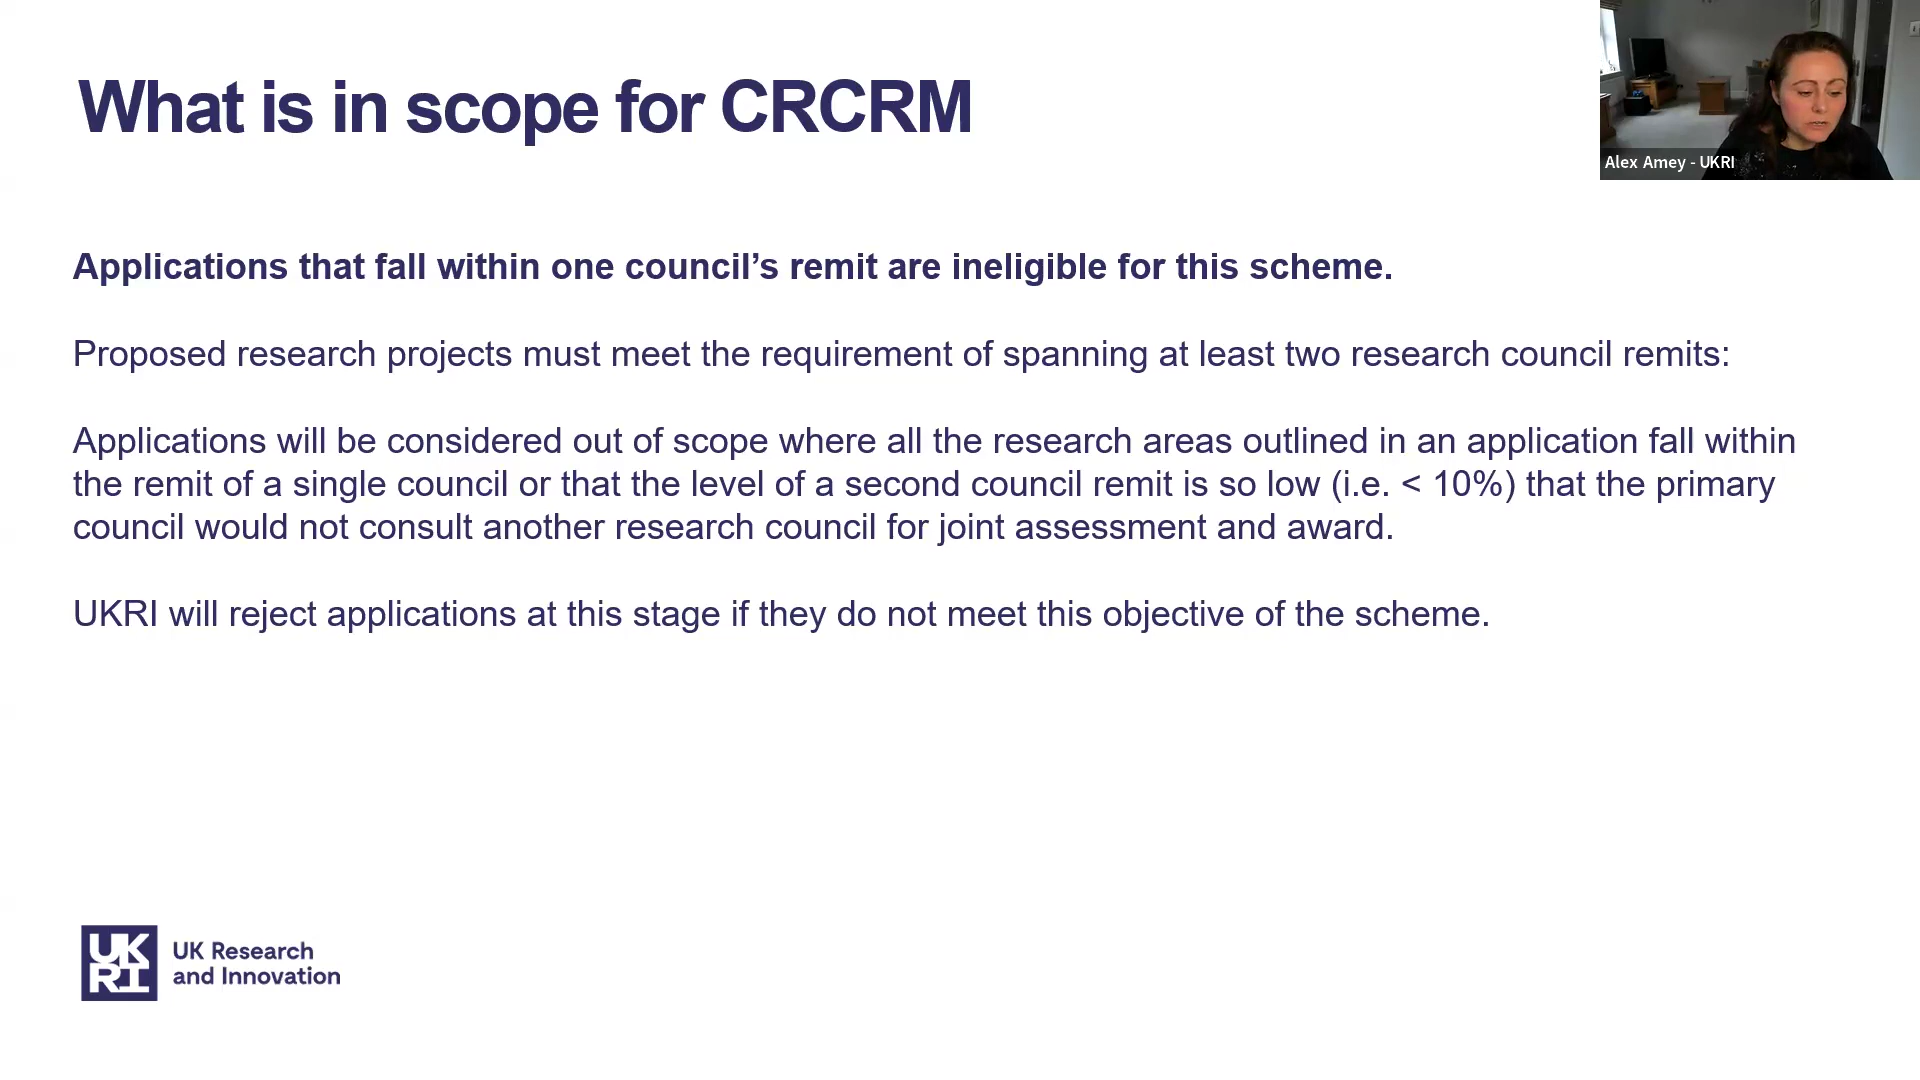 What is in scope for CRCRM
Alex Amey - UKRI
Applications that fall within one council’s remit are ineligible for this scheme.
Proposed research projects must meet the requirement of spanning at least two research council remits:
Applications will be considered out of scope where all the research areas outlined in an application fall within
the remit of a single council or that the level of a second council remit is so low (i.e. < 10%) that the primary
council would not consult another research council for joint assessment and award.
UKRI will reject applications at this stage if they do not meet this objective of the scheme.
UK
RI
UK Research
and Innovation